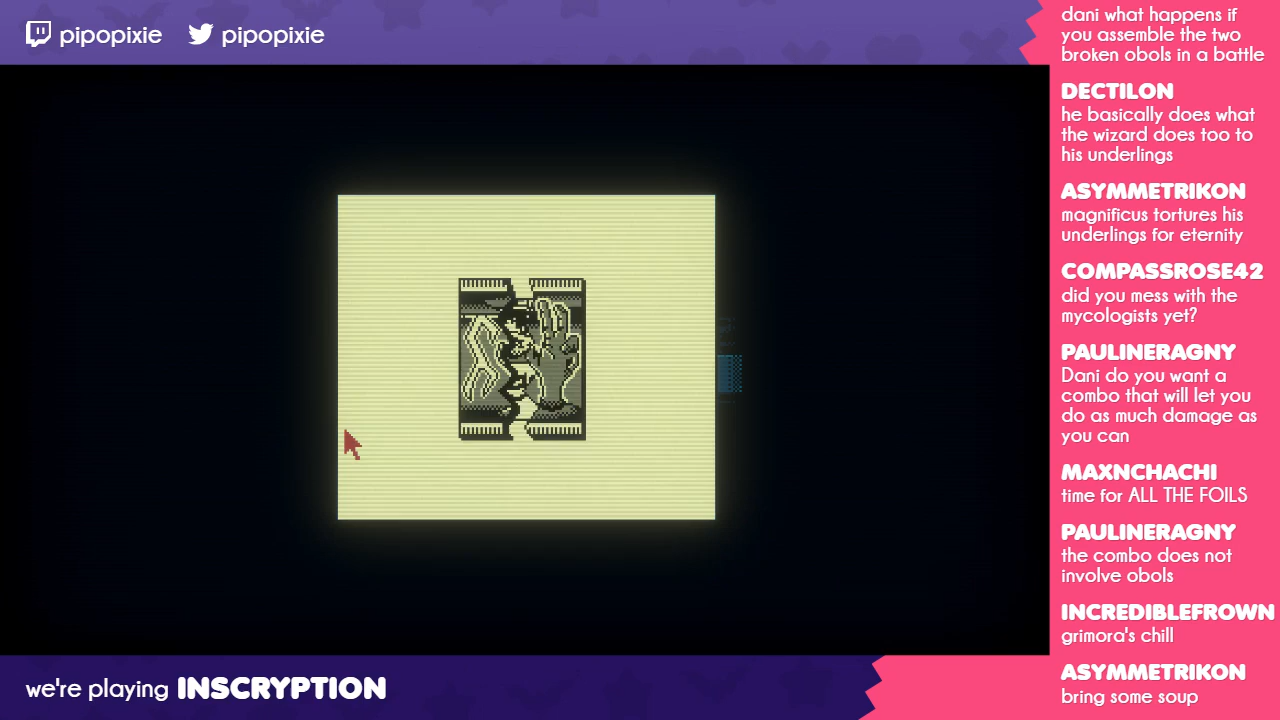 pipopixie pipopixie
dani what happens if
you assemble the two
broken obols in a battle
DECTILON
he basically does what
the wizard does too to
his underlings
ASYMMETRIKON
magnificus tortures his
underlings for eternity
COMPASSROSE42
did you mess with the
mycologists yet?
PAULINERAGNY
Dani do you want a
combo that will let you
do as much damage as
you can
MAXNCHACHI
time for ALL THE FOILS
PAULINERAGNY
the combo does not
involve obols
INCREDIBLEFROWN
grimora's chill
ASYMMETRIKON
bring some soup
we're playing INSCRYPTION